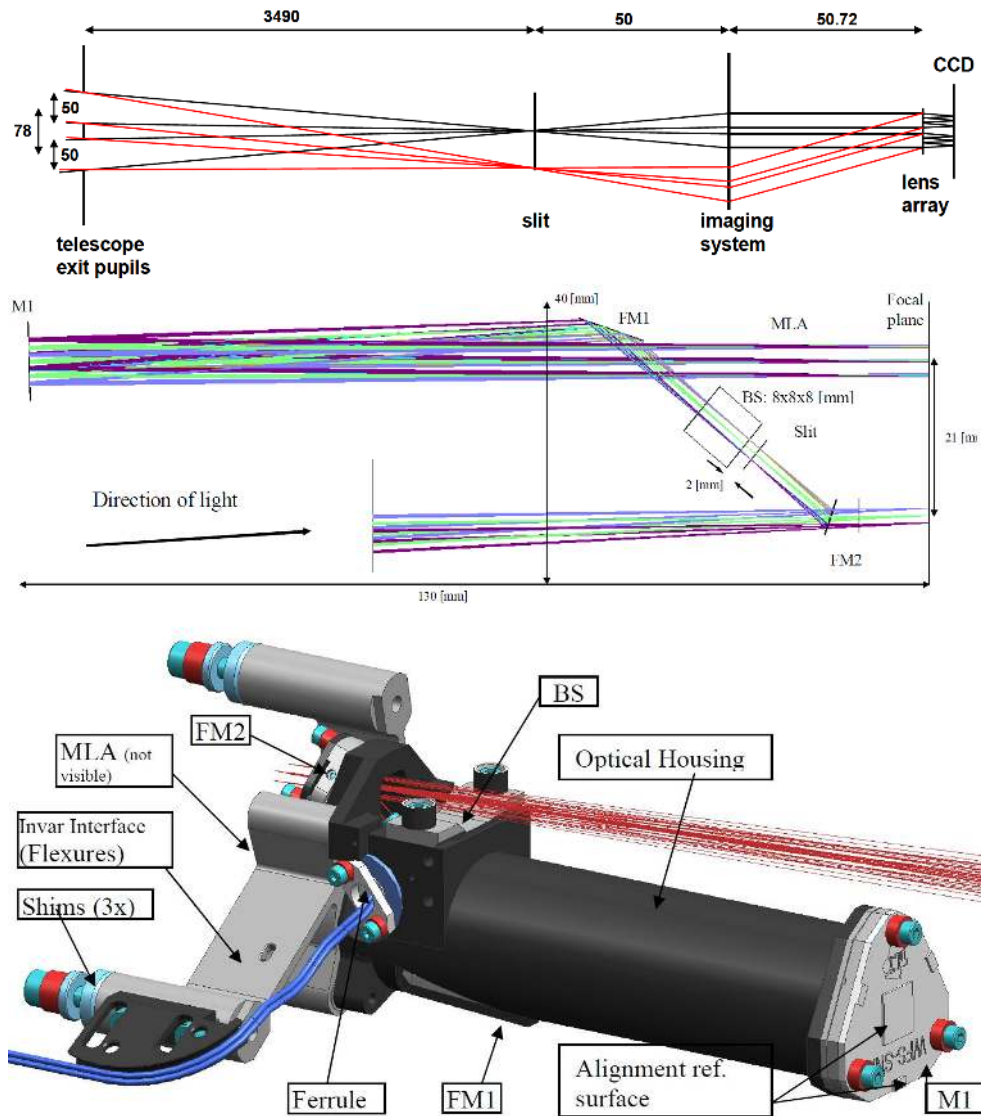 3490
50
50.72
CCD
50
78
50
lens
array
slit
imaging
system
telescope
exit pupils
M1
40 [mm]
FM1
MLA
Focal
plane
BS: 8x8x8 [mm]
Slit
21 [m
2 [mm]
Direction of light
FM2
130 [mm]
BS
FM2
MLA (not
visible)
Optical Housing
Invar Interface
(Flexures)
Shims (3x)
Alignment ref.
surface
Ferrule
FM1
M1